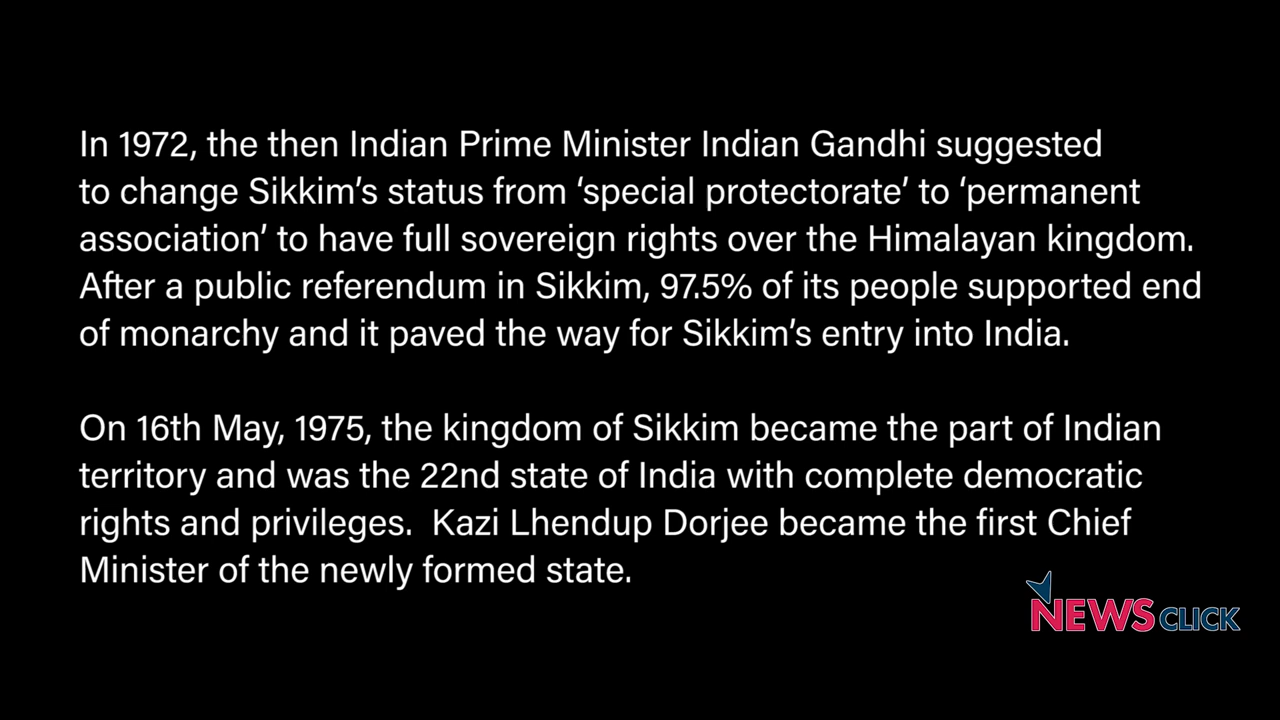 In 1972, the then Indian Prime Minister Indian Gandhi suggested
to change Sikkim’s status from ‘special protectorate’ to ‘permanent
association’ to have full sovereign rights over the Himalayan kingdom.
After a public referendum in Sikkim, 97.5% of its people supported end
of monarchy and it paved the way for Sikkim’s entry into India.
On 16th May, 1975, the kingdom of Sikkim became the part of Indian
territory and was the 22nd state of India with complete democratic
rights and privileges.  Kazi Lhendup Dorjee became the first Chief
Minister of the newly formed state.
NEWSCLICK